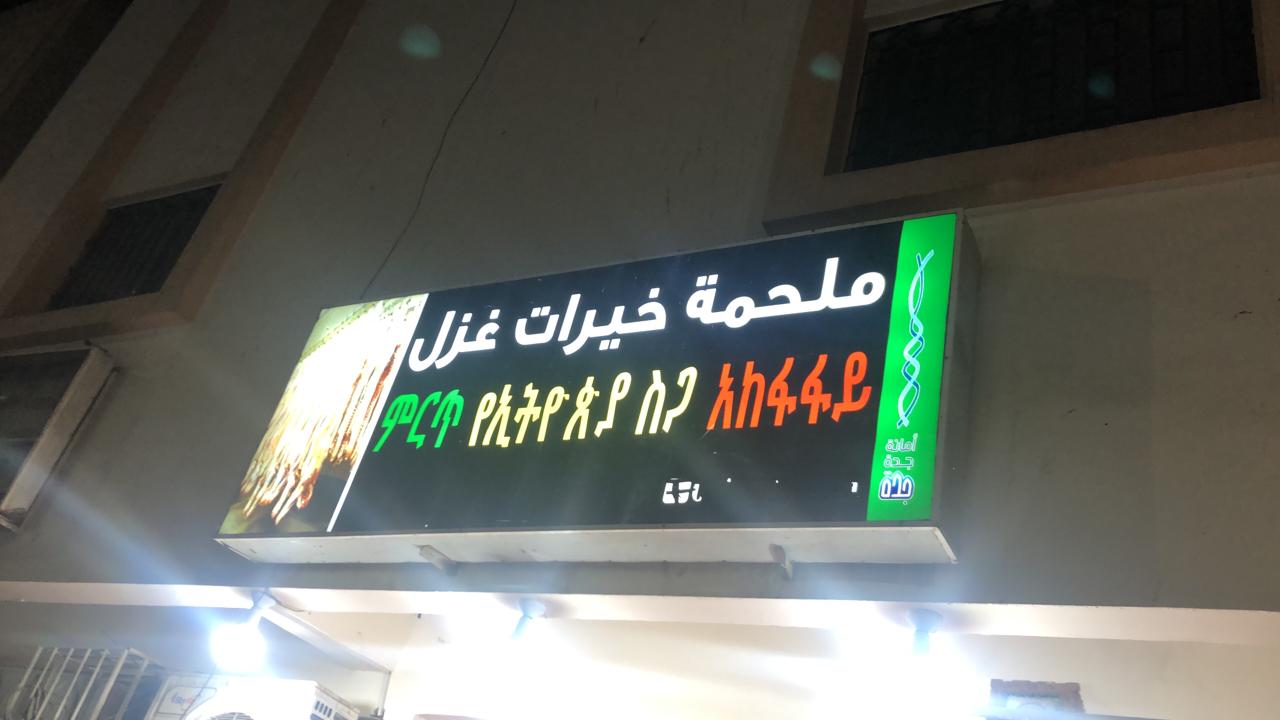 ملحمة خيرات غزل
ምርጥ የኢትዮጵያ ስጋ አከፋፋይ
أمانة
جدة